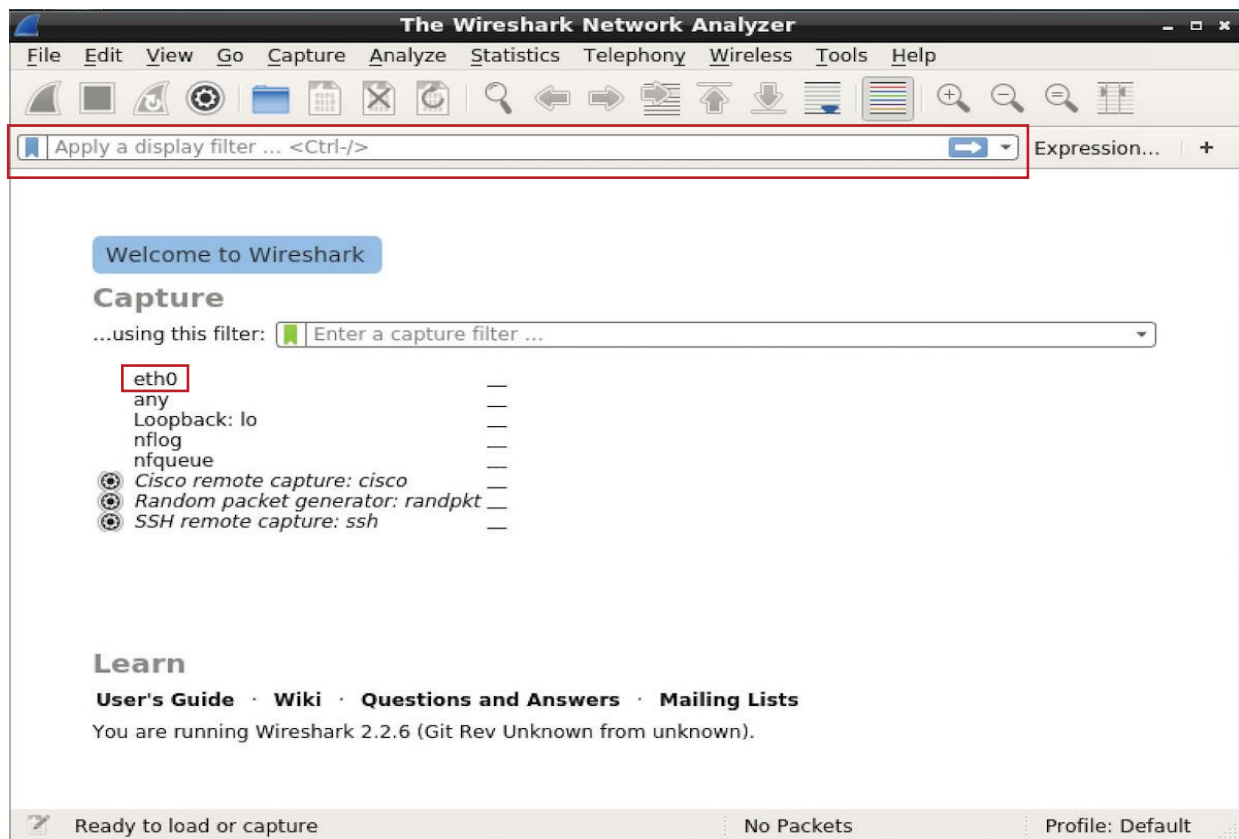 The Wireshark Network Analyzer
File Edit View Go Capture Analyze Statistics Telephony Wireless Tools Help
Apply a display filter ... <Ctrl-/> Expression... +
Welcome to Wireshark
Capture
...using this filter: Enter a capture filter ...
eth0
any
Loopback: lo
nflog
nfqueue
Cisco remote capture: cisco
Random packet generator: randpkt
SSH remote capture: ssh
Learn
User's Guide · Wiki · Questions and Answers · Mailing Lists
You are running Wireshark 2.2.6 (Git Rev Unknown from unknown).
Ready to load or capture No Packets Profile: Default